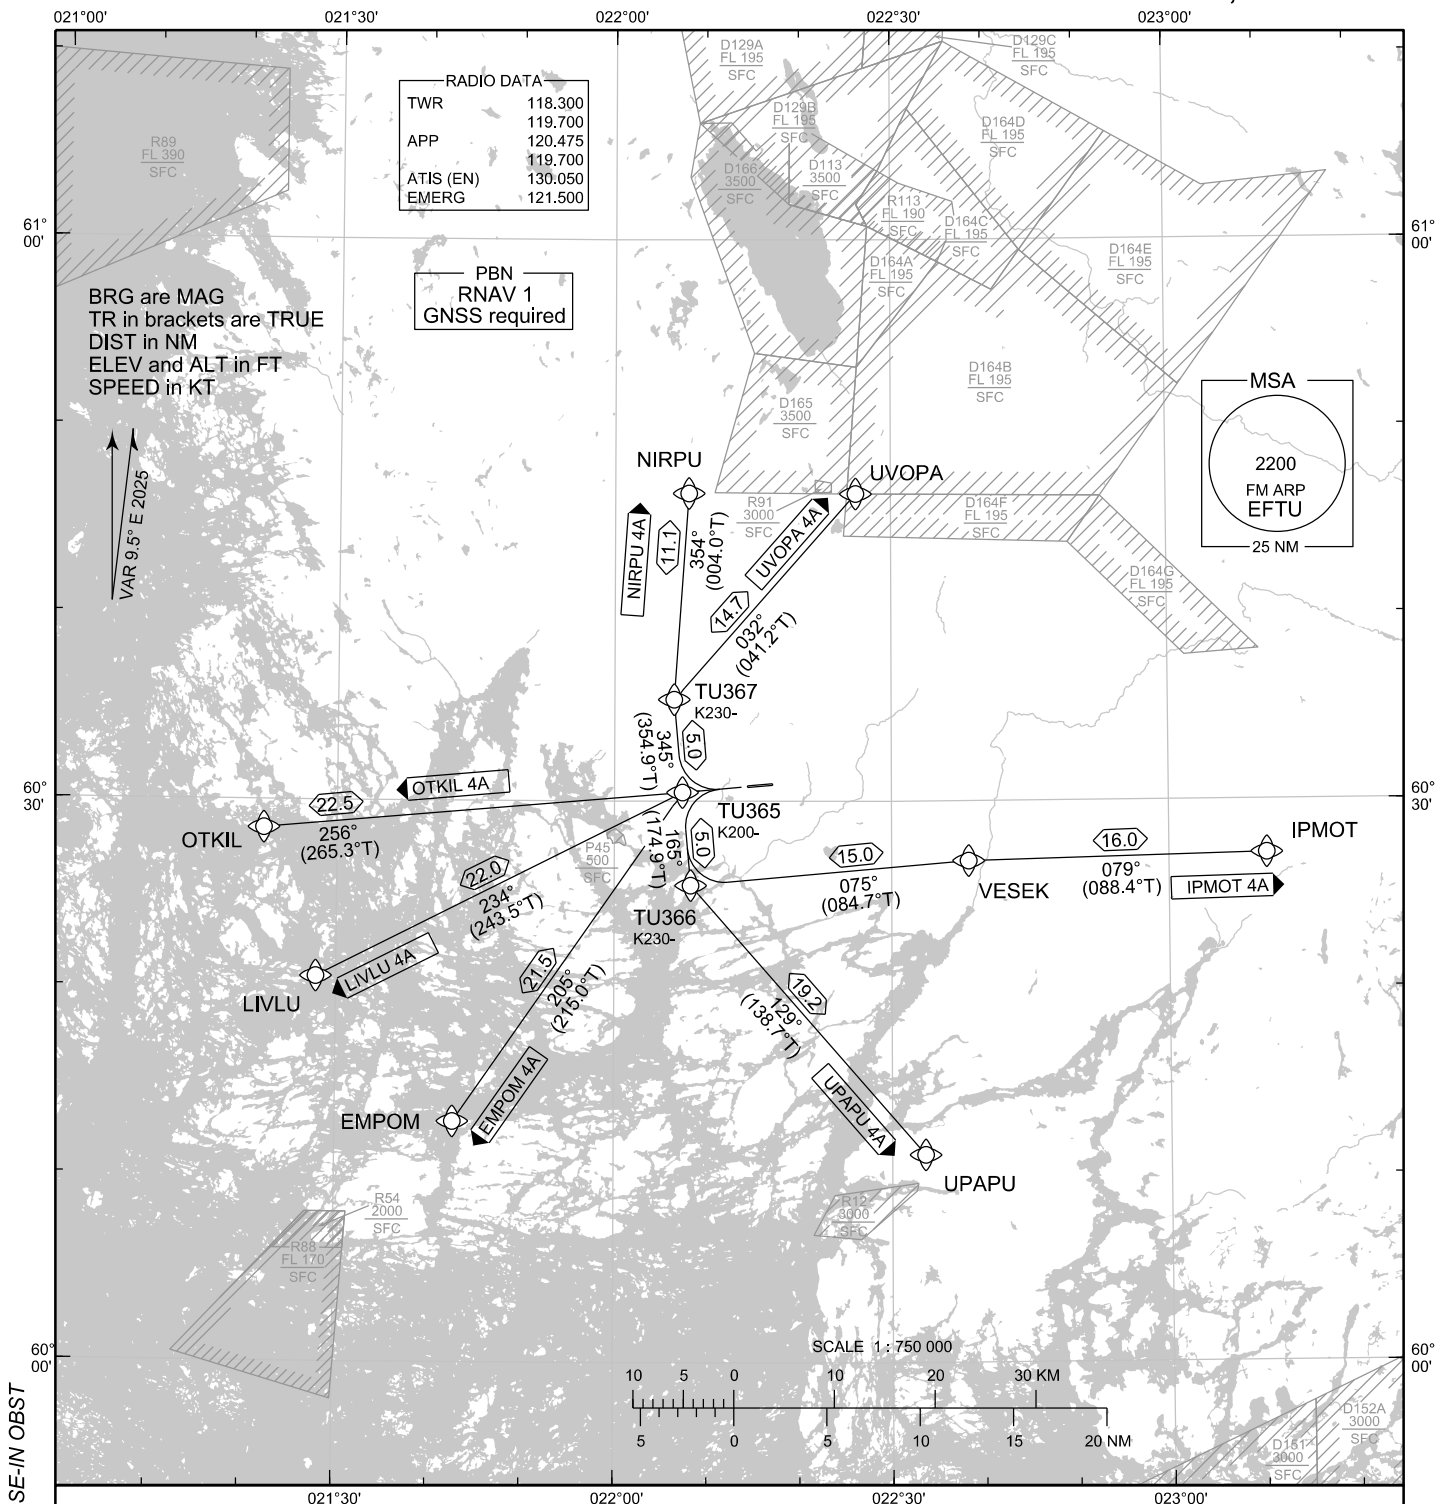 021°00'
021°30'
022°00'
022°30'
023°00'
RADIO DATA
TWR 118.300
119.700
APP 120.475
119.700
ATIS (EN) 130.050
EMERG 121.500
PBN
RNAV 1
GNSS required
BRG are MAG
TR in brackets are TRUE
DIST in NM
ELEV and ALT in FT
SPEED in KT
VAR 9.5° E 2025
R89
FL 390
SFC
D129A
FL 195
SFC
D129B
FL 195
SFC
D129C
FL 195
SFC
D164D
FL 195
SFC
D166
3500
SFC
D113
3500
SFC
R113
FL 190
SFC
D164C
FL 195
SFC
D164A
FL 195
SFC
D164E
FL 195
SFC
61°
00'
61°
00'
D164B
FL 195
SFC
D165
3500
SFC
MSA
2200
FM ARP
EFTU
25 NM
NIRPU
UVOPA
R91
3000
SFC
D164F
FL 195
SFC
D164G
FL 195
SFC
NIRPU 4A
11.1
354°
(004.0°T)
UVOPA 4A
14.7
032°
(041.2°T)
TU367
K230-
345°
(354.9°T)
5.0
60°
30'
60°
30'
OTKIL 4A
22.5
OTKIL
256°
(265.3°T)
TU365
K200-
165°
(174.9°T)
5.0
P45
500
SFC
15.0
075°
(084.7°T)
VESEK
16.0
079°
(088.4°T)
IPMOT
IPMOT 4A
TU366
K230-
22.0
234°
(243.5°T)
LIVLU 4A
LIVLU
21.5
205°
(215.0°T)
EMPOM 4A
EMPOM
19.2
129°
(138.7°T)
UPAPU 4A
UPAPU
R54
2000
SFC
R88
FL 170
SFC
R12
3000
SFC
SCALE 1 : 750 000
10 5 0 10 20 30 KM
5 0 5 10 15 20 NM
60°
00'
60°
00'
D152A
3000
SFC
D151
3000
SFC
SE-IN OBST
021°30'
022°00'
022°30'
023°00'